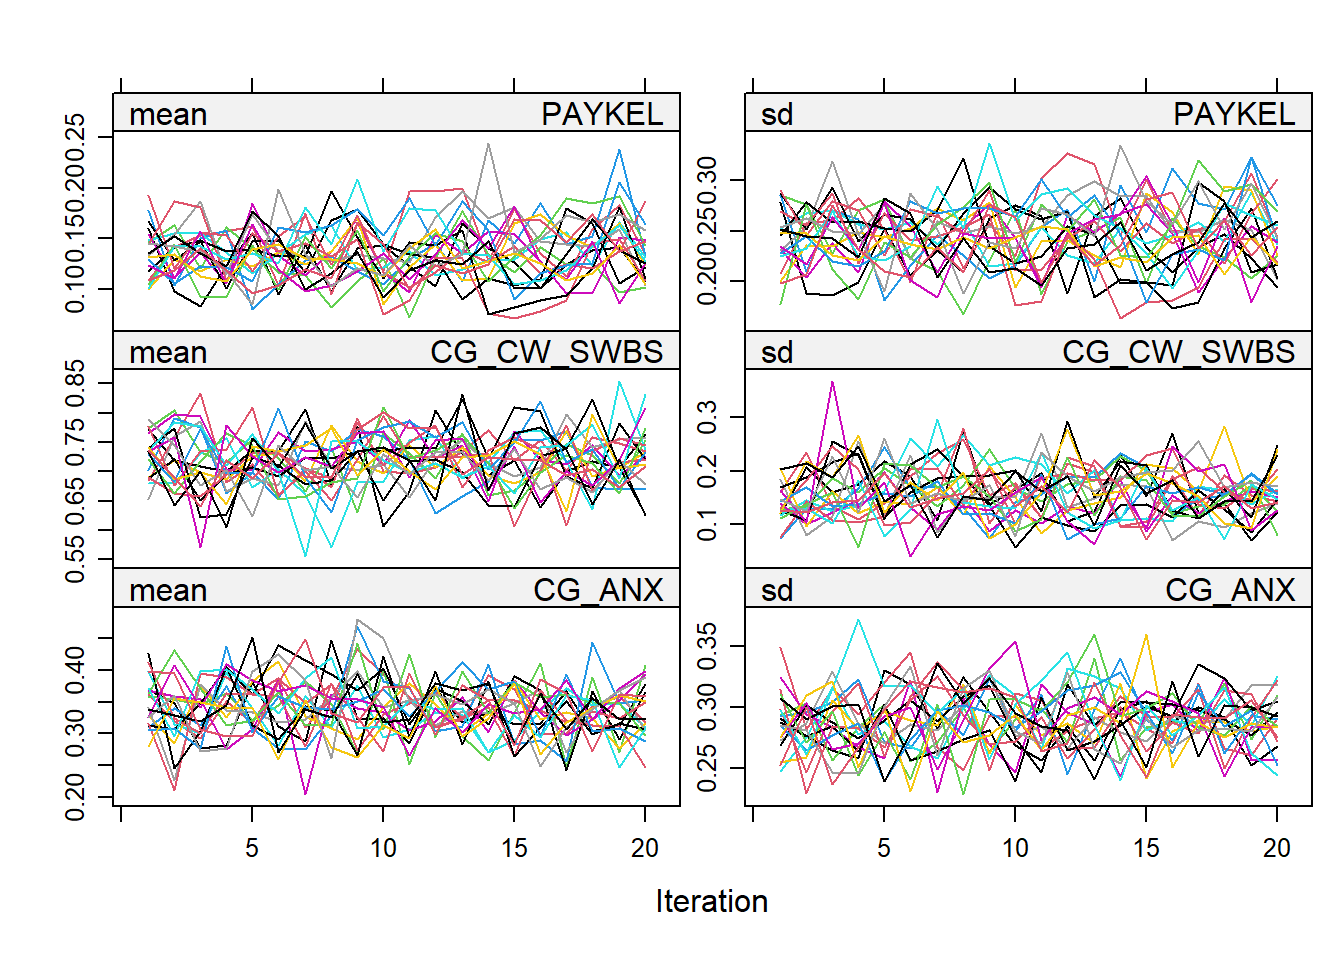 mean PAYKEL
sd PAYKEL
0.10 0.15 0.20 0.25
0.20 0.25 0.30
mean CG_CW_SWBS
sd CG_CW_SWBS
0.55 0.65 0.75 0.85
0.1 0.2 0.3
mean CG_ANX
sd CG_ANX
0.20 0.30 0.40
0.25 0.30 0.35
5 10 15 20
5 10 15 20
Iteration